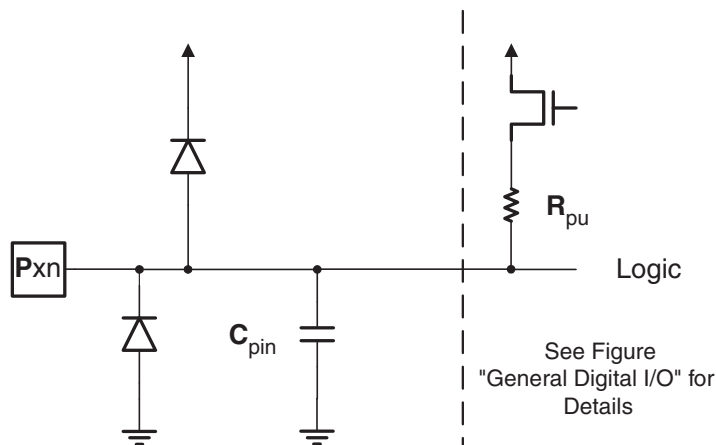 Pxn
Rpu
Logic
Cpin
See Figure
"General Digital I/O" for
Details